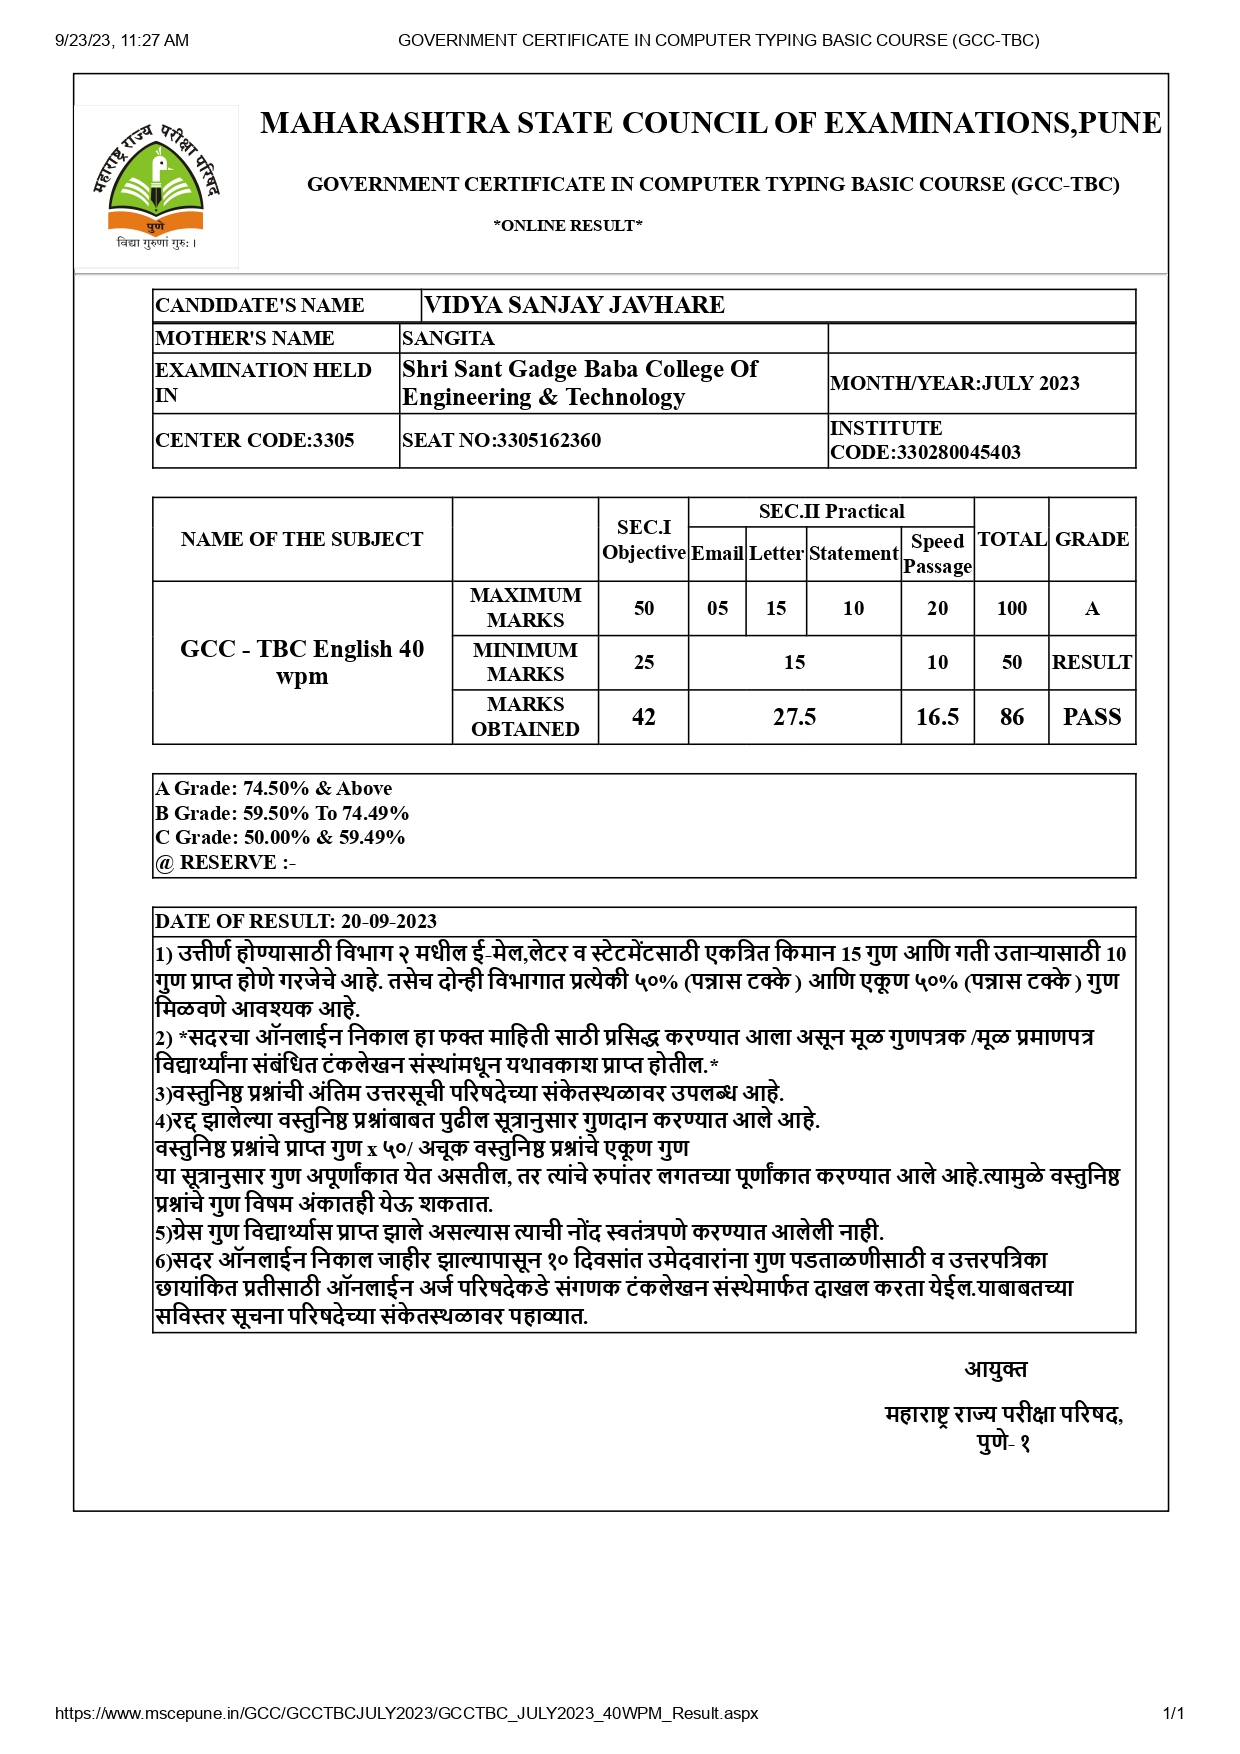 9/23/23, 11:27 AM GOVERNMENT CERTIFICATE IN COMPUTER TYPING BASIC COURSE (GCC-TBC)
महाराष्ट्र राज्य परीक्षा परिषद
पुणे
विद्या गुरुणां गुरु: ।
MAHARASHTRA STATE COUNCIL OF EXAMINATIONS,PUNE
GOVERNMENT CERTIFICATE IN COMPUTER TYPING BASIC COURSE (GCC-TBC)
*ONLINE RESULT*
CANDIDATE'S NAME VIDYA SANJAY JAVHARE
MOTHER'S NAME SANGITA
EXAMINATION HELD IN Shri Sant Gadge Baba College Of Engineering & Technology MONTH/YEAR:JULY 2023
CENTER CODE:3305 SEAT NO:3305162360 INSTITUTE CODE:330280045403
NAME OF THE SUBJECT SEC.I Objective SEC.II Practical TOTAL GRADE
Email Letter Statement Speed Passage
GCC - TBC English 40 wpm
MAXIMUM MARKS 50 05 15 10 20 100 A
MINIMUM MARKS 25 15 10 50 RESULT
MARKS OBTAINED 42 27.5 16.5 86 PASS
A Grade: 74.50% & Above
B Grade: 59.50% To 74.49%
C Grade: 50.00% & 59.49%
@ RESERVE :-
DATE OF RESULT: 20-09-2023
1) उत्तीर्ण होण्यासाठी विभाग २ मधील ई-मेल,लेटर व स्टेटमेंटसाठी एकत्रित किमान 15 गुण आणि गती उताऱ्यासाठी 10
गुण प्राप्त होणे गरजेचे आहे. तसेच दोन्ही विभागात प्रत्येकी ५०% (पन्नास टक्के ) आणि एकूण ५०% (पन्नास टक्के ) गुण
मिळवणे आवश्यक आहे.
2) *सदरचा ऑनलाईन निकाल हा फक्त माहिती साठी प्रसिद्ध करण्यात आला असून मूळ गुणपत्रक /मूळ प्रमाणपत्र
विद्यार्थ्यांना संबंधित टंकलेखन संस्थांमधून यथावकाश प्राप्त होतील.*
3)वस्तुनिष्ठ प्रश्नांची अंतिम उत्तरसूची परिषदेच्या संकेतस्थळावर उपलब्ध आहे.
4)रद्द झालेल्या वस्तुनिष्ठ प्रश्नांबाबत पुढील सूत्रानुसार गुणदान करण्यात आले आहे.
वस्तुनिष्ठ प्रश्नांचे प्राप्त गुण x ५०/ अचूक वस्तुनिष्ठ प्रश्नांचे एकूण गुण
या सूत्रानुसार गुण अपूर्णांकात येत असतील, तर त्यांचे रुपांतर लगतच्या पूर्णांकात करण्यात आले आहे.त्यामुळे वस्तुनिष्ठ
प्रश्नांचे गुण विषम अंकातही येऊ शकतात.
5)ग्रेस गुण विद्यार्थ्यास प्राप्त झाले असल्यास त्याची नोंद स्वतंत्रपणे करण्यात आलेली नाही.
6)सदर ऑनलाईन निकाल जाहीर झाल्यापासून १० दिवसांत उमेदवारांना गुण पडताळणीसाठी व उत्तरपत्रिका
छायांकित प्रतीसाठी ऑनलाईन अर्ज परिषदेकडे संगणक टंकलेखन संस्थेमार्फत दाखल करता येईल.याबाबतच्या
सविस्तर सूचना परिषदेच्या संकेतस्थळावर पहाव्यात.
आयुक्त
महाराष्ट्र राज्य परीक्षा परिषद,
पुणे- १
https://www.mscepune.in/GCC/GCCTBCJULY2023/GCCTBC_JULY2023_40WPM_Result.aspx 1/1